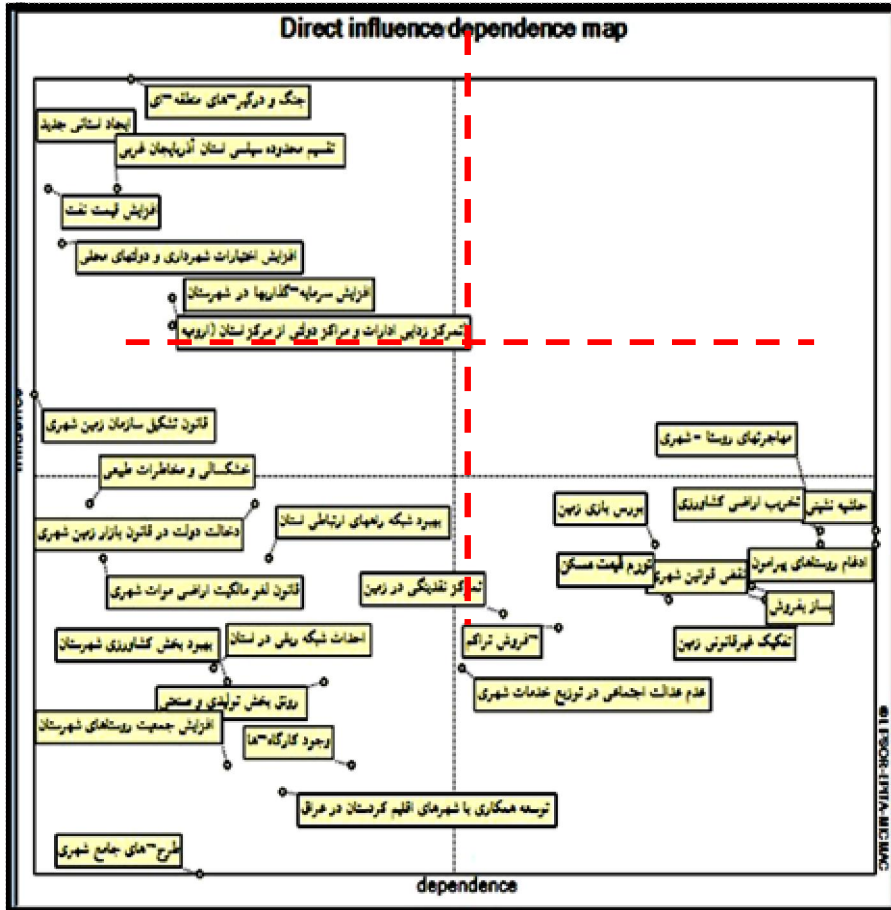 Direct influence/dependence map
جنگ و درگیر¬های منطقه¬ای
ایجاد استانی جدید
تقسیم محدوده سیاسی استان آذربایجان غربی
افزایش قیمت نفت
افزایش اختیارات شهرداری و دولتهای محلی
افزایش سرمایه¬گذاریها در شهرستان
تمرکز زدایی ادارات و مراکز دولتی از مرکز استان (ارومیه
قانون تشکیل سازمان زمین شهری
مهاجرتهای روستا - شهری
خشکسالی و مخاطرات طبیعی
حاشیه نشینی
تخریب اراضی کشاورزی
بورس بازی زمین
بهبود شبکه راههای ارتباطی استان
دخالت دولت در قانون بازار زمین شهری
ادغام روستاهای پیرامون
نقض قوانین شهری
تورم قیمت مسکن
تمرکز نقدینگی در زمین
قانون لغو مالکیت اراضی موات شهری
بساز بفروش
تفکیک غیرقانونی زمین
¬فروش تراکم
احداث شبکه ریلی در استان
بهبود بخش کشاورزی شهرستان
عدم عدالت اجتماعی در توزیع خدمات شهری
رونق بخش تولیدی و صنعتی
افزایش جمعیت روستاهای شهرستان
وجود کارگاه¬ها
توسعه همکاری با شهرهای اقلیم کردستان در عراق
طرح¬های جامع شهری
dependence
©LIPSOR-EPITA-MICMAC